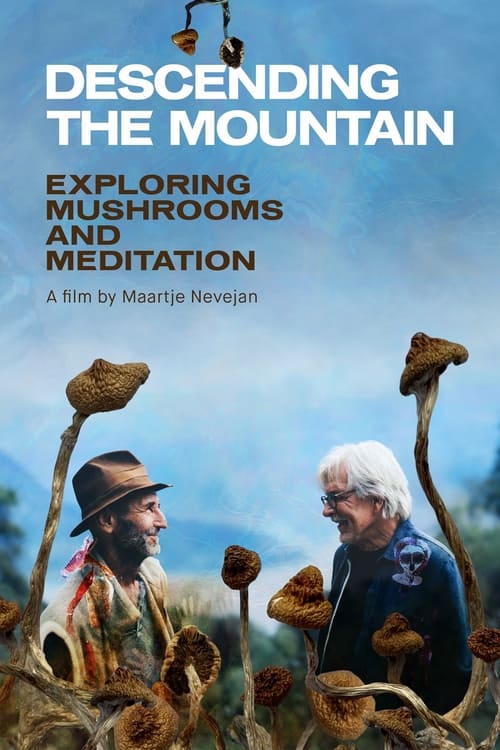 DESCENDING
THE MOUNTAIN
EXPLORING
MUSHROOMS
AND
MEDITATION
A film by Maartje Nevejan